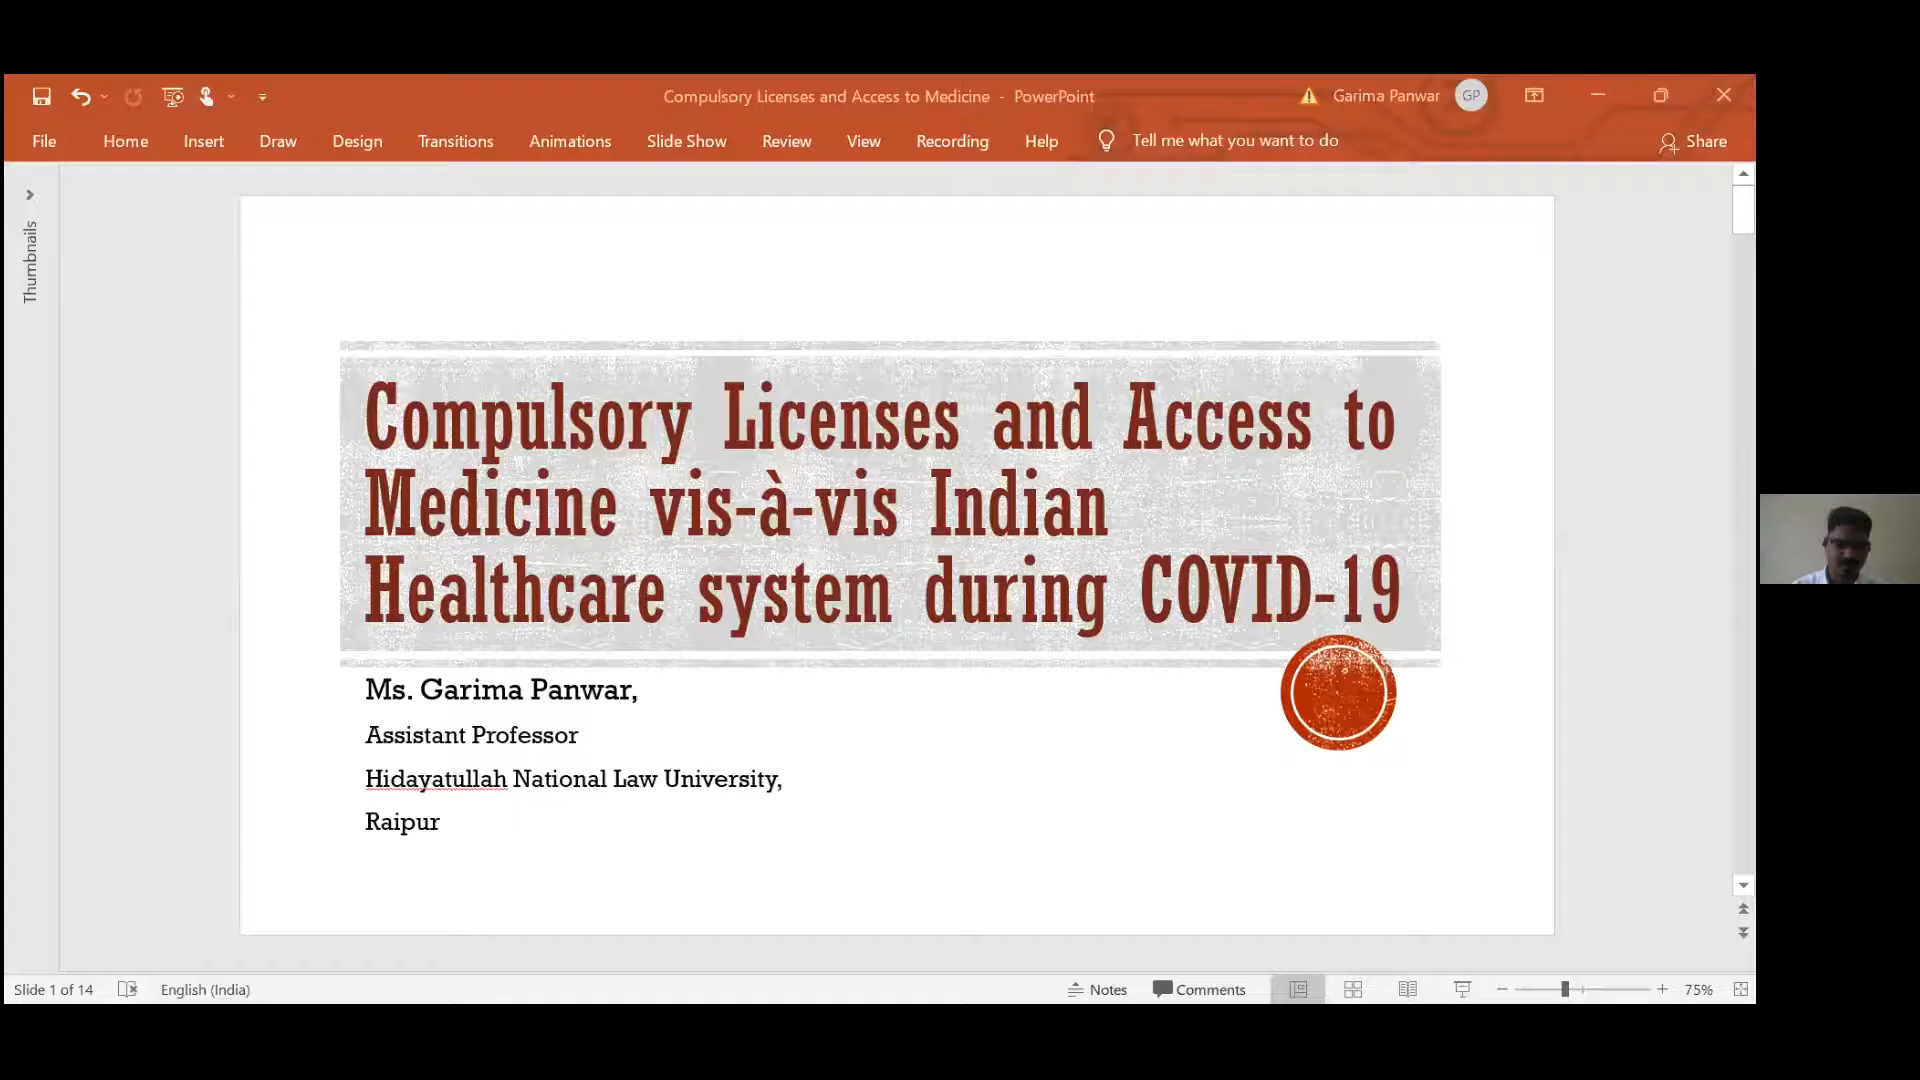 Compulsory Licenses and Access to Medicine - PowerPoint
Garima Panwar GP
File Home Insert Draw Design Transitions Animations Slide Show Review View Recording Help Tell me what you want to do Share
Thumbnails
Compulsory Licenses and Access to
Medicine vis-à-vis Indian
Healthcare system during COVID-19
Ms. Garima Panwar,
Assistant Professor
Hidayatullah National Law University,
Raipur
Slide 1 of 14 English (India) Notes Comments 75%